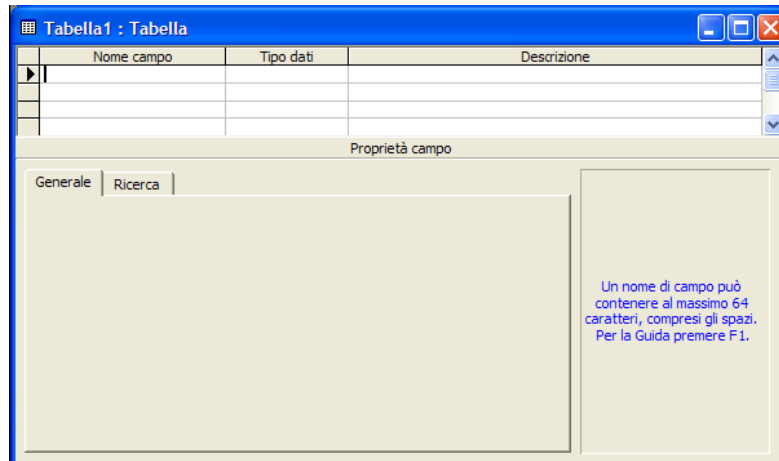 Tabella1 : Tabella
Nome campo Tipo dati Descrizione
Proprietà campo
Generale Ricerca
Un nome di campo può
contenere al massimo 64
caratteri, compresi gli spazi.
Per la Guida premere F1.